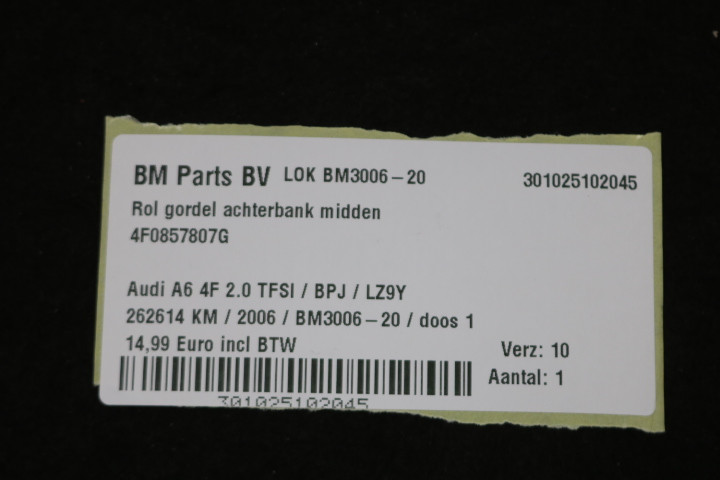 BM Parts BV LOK BM3006-20 301025102045
Rol gordel achterbank midden
4F0857807G
Audi A6 4F 2.0 TFSI / BPJ / LZ9Y
262614 KM / 2006 / BM3006-20 / doos 1
14,99 Euro incl BTW Verz: 10
Aantal: 1
301025102045